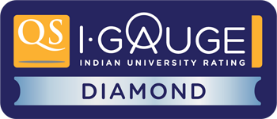 QS
I·GAUGE
INDIAN UNIVERSITY RATING
DIAMOND